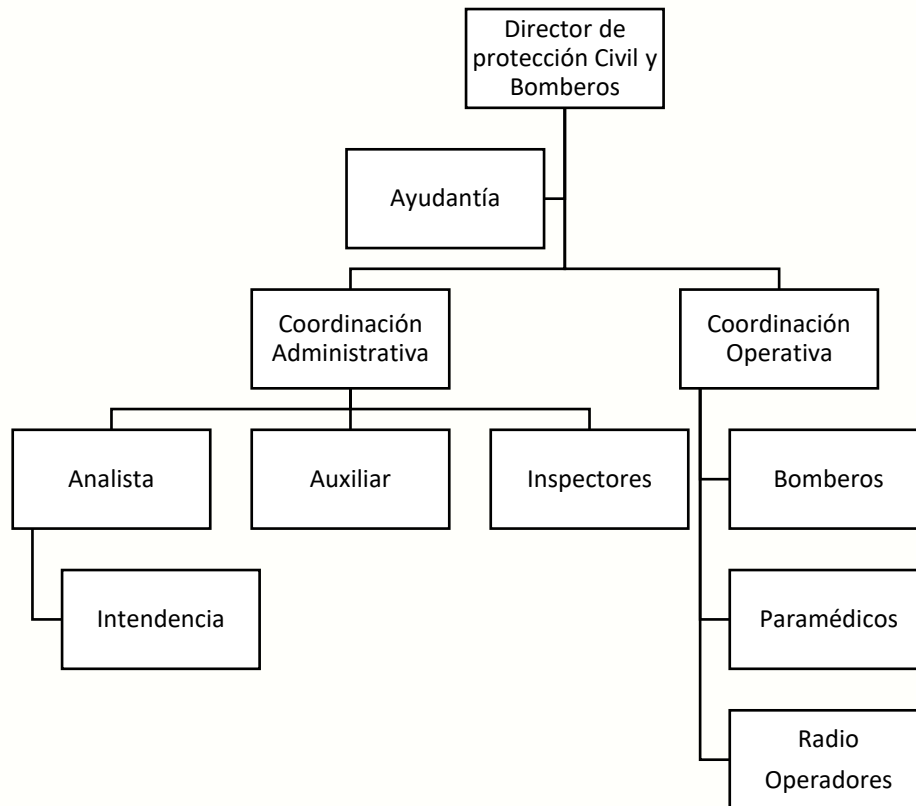 Director de
protección Civil y
Bomberos
Ayudantía
Coordinación
Administrativa
Coordinación
Operativa
Analista
Auxiliar
Inspectores
Bomberos
Intendencia
Paramédicos
Radio
Operadores